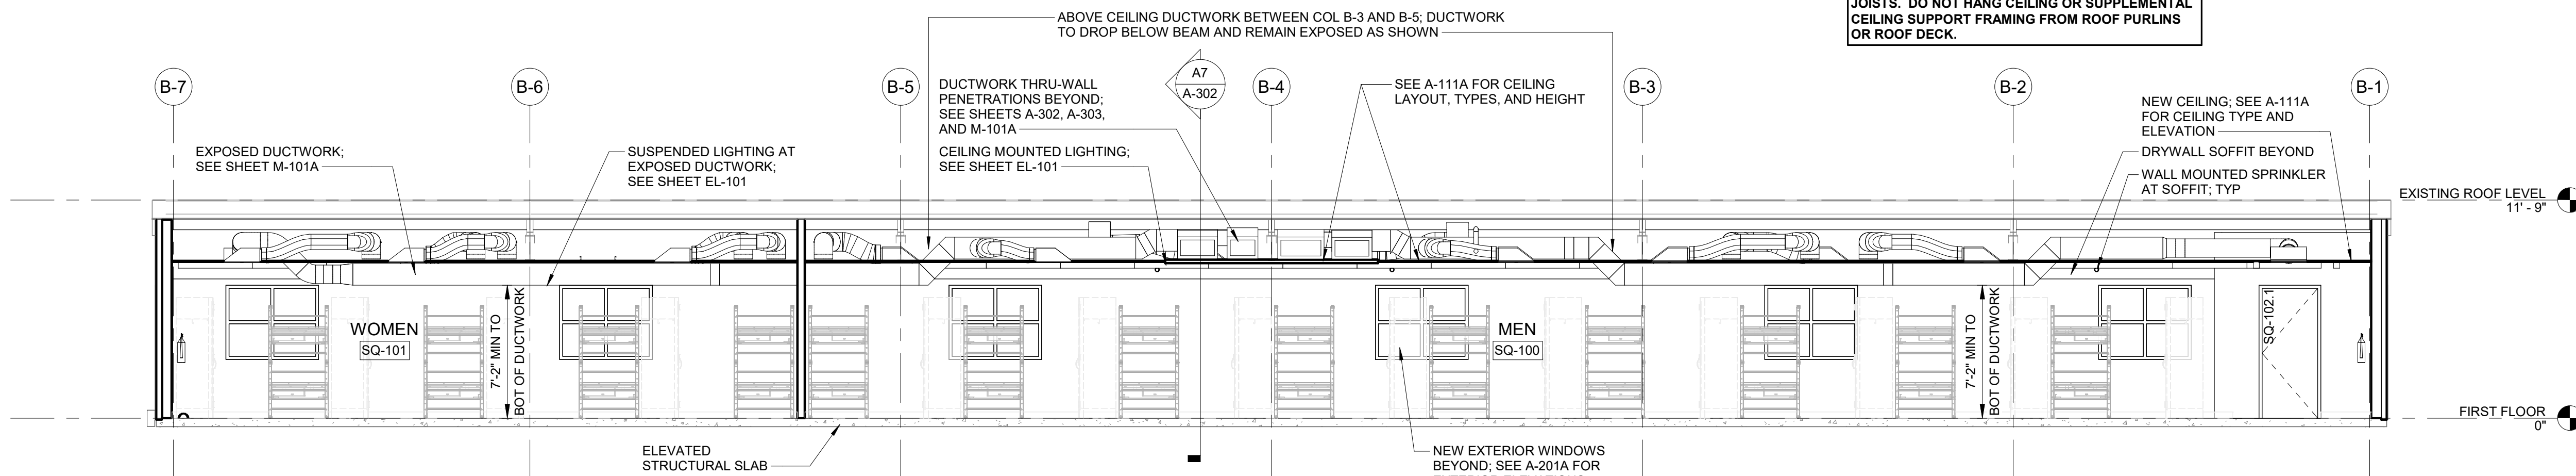 JOISTS. DO NOT HANG CEILING OR SUPPLEMENTAL
CEILING SUPPORT FRAMING FROM ROOF PURLINS
OR ROOF DECK.
ABOVE CEILING DUCTWORK BETWEEN COL B-3 AND B-5; DUCTWORK
TO DROP BELOW BEAM AND REMAIN EXPOSED AS SHOWN
B-7
B-6
B-5
A7
A-302
B-4
B-3
B-2
B-1
DUCTWORK THRU-WALL
PENETRATIONS BEYOND;
SEE SHEETS A-302, A-303,
AND M-101A
SEE A-111A FOR CEILING
LAYOUT, TYPES, AND HEIGHT
NEW CEILING; SEE A-111A
FOR CEILING TYPE AND
ELEVATION
EXPOSED DUCTWORK;
SEE SHEET M-101A
SUSPENDED LIGHTING AT
EXPOSED DUCTWORK;
SEE SHEET EL-101
CEILING MOUNTED LIGHTING;
SEE SHEET EL-101
DRYWALL SOFFIT BEYOND
WALL MOUNTED SPRINKLER
AT SOFFIT; TYP
EXISTING ROOF LEVEL
11' - 9"
WOMEN
SQ-101
7'-2" MIN TO
BOT OF DUCTWORK
MEN
SQ-100
7'-2" MIN TO
BOT OF DUCTWORK
SQ-102.1
FIRST FLOOR
0"
ELEVATED
STRUCTURAL SLAB
NEW EXTERIOR WINDOWS
BEYOND; SEE A-201A FOR